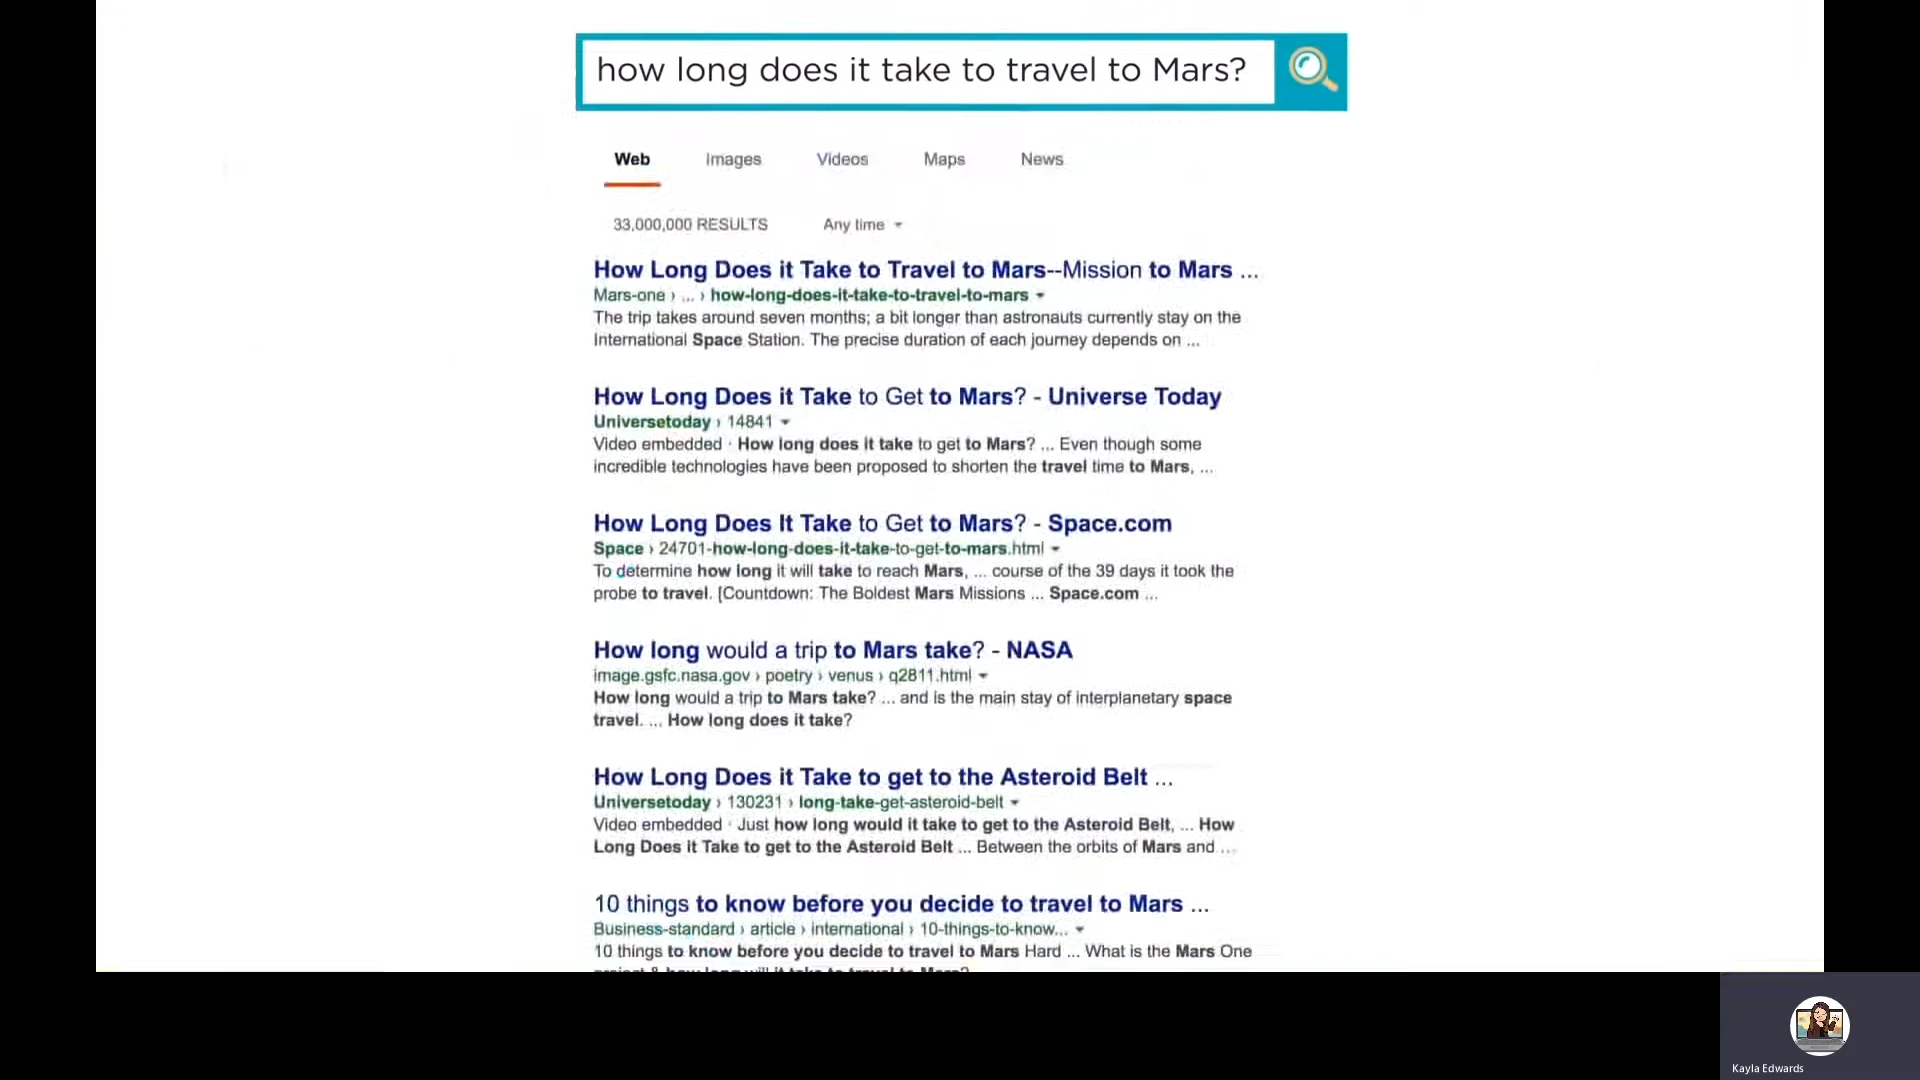 how long does it take to travel to Mars?
Web Images Videos Maps News
33,000,000 RESULTS Any time
How Long Does it Take to Travel to Mars--Mission to Mars ...
Mars-one › ... › how-long-does-it-take-to-travel-to-mars
The trip takes around seven months; a bit longer than astronauts currently stay on the
International Space Station. The precise duration of each journey depends on ...
How Long Does it Take to Get to Mars? - Universe Today
Universetoday › 14841
Video embedded · How long does it take to get to Mars? ... Even though some
incredible technologies have been proposed to shorten the travel time to Mars, ...
How Long Does It Take to Get to Mars? - Space.com
Space › 24701-how-long-does-it-take-to-get-to-mars.html
To determine how long it will take to reach Mars, ... course of the 39 days it took the
probe to travel. [Countdown: The Boldest Mars Missions ... Space.com ...
How long would a trip to Mars take? - NASA
image.gsfc.nasa.gov › poetry › venus › q2811.html
How long would a trip to Mars take? ... and is the main stay of interplanetary space
travel. ... How long does it take?
How Long Does it Take to get to the Asteroid Belt ...
Universetoday › 130231 › long-take-get-asteroid-belt
Video embedded · Just how long would it take to get to the Asteroid Belt, ... How
Long Does it Take to get to the Asteroid Belt ... Between the orbits of Mars and ...
10 things to know before you decide to travel to Mars ...
Business-standard › article › international › 10-things-to-know...
10 things to know before you decide to travel to Mars Hard ... What is the Mars One
project & how long will it take to travel to Mars?
Kayla Edwards